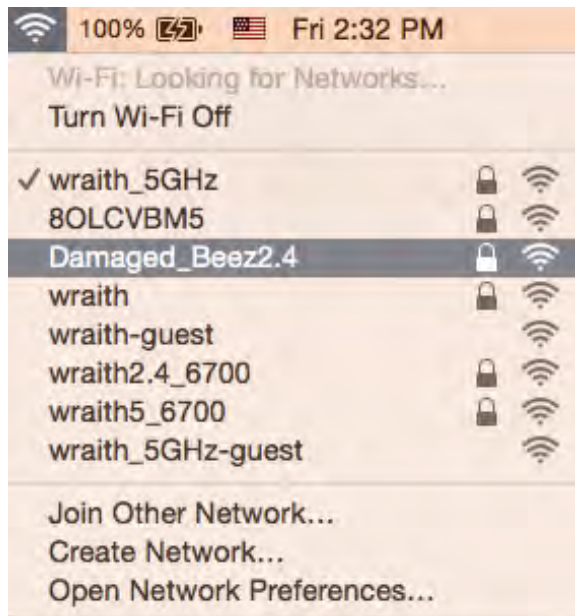 100% Fri 2:32 PM
Wi-Fi: Looking for Networks...
Turn Wi-Fi Off
✓ wraith_5GHz
8OLCVBM5
Damaged_Beez2.4
wraith
wraith-guest
wraith2.4_6700
wraith5_6700
wraith_5GHz-guest
Join Other Network...
Create Network...
Open Network Preferences...